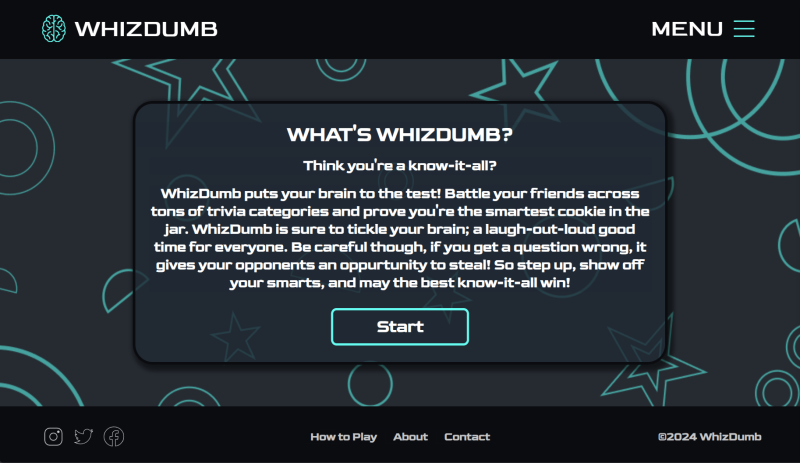 WHIZDUMB
MENU
WHAT'S WHIZDUMB?
Think you're a know-it-all?
WhizDumb puts your brain to the test! Battle your friends across
tons of trivia categories and prove you're the smartest cookie in the
jar. WhizDumb is sure to tickle your brain; a laugh-out-loud good
time for everyone. Be careful though, if you get a question wrong, it
gives your opponents an oppurtunity to steal! So step up, show off
your smarts, and may the best know-it-all win!
Start
How to Play
About
Contact
©2024 WhizDumb